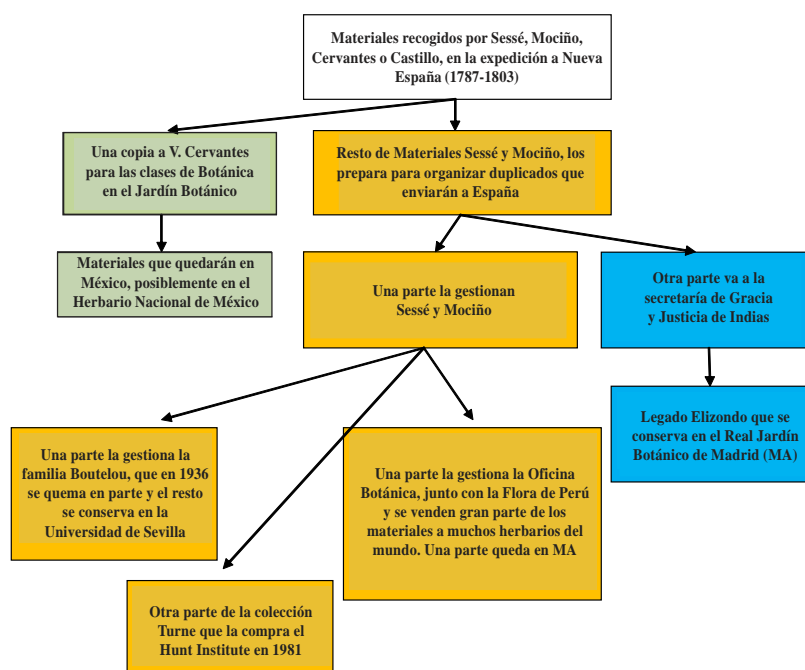 Materiales recogidos por Sessé, Mociño,
Cervantes o Castillo, en la expedición a Nueva
España (1787-1803)
Una copia a V. Cervantes
para las clases de Botánica
en el Jardín Botánico
Resto de Materiales Sessé y Mociño, los
prepara para organizar duplicados que
enviarán a España
Materiales que quedarán en
México, posiblemente en el
Herbario Nacional de México
Una parte la gestionan
Sessé y Mociño
Otra parte va a la
secretaría de Gracia
y Justicia de Indias
Una parte la gestiona la
familia Boutelou, que en 1936
se quema en parte y el resto
se conserva en la
Universidad de Sevilla
Una parte la gestiona la Oficina
Botánica, junto con la Flora de Perú
y se venden gran parte de los
materiales a muchos herbarios del
mundo. Una parte queda en MA
Legado Elizondo que se
conserva en el Real Jardín
Botánico de Madrid (MA)
Otra parte de la colección
Turne que la compra el
Hunt Institute en 1981